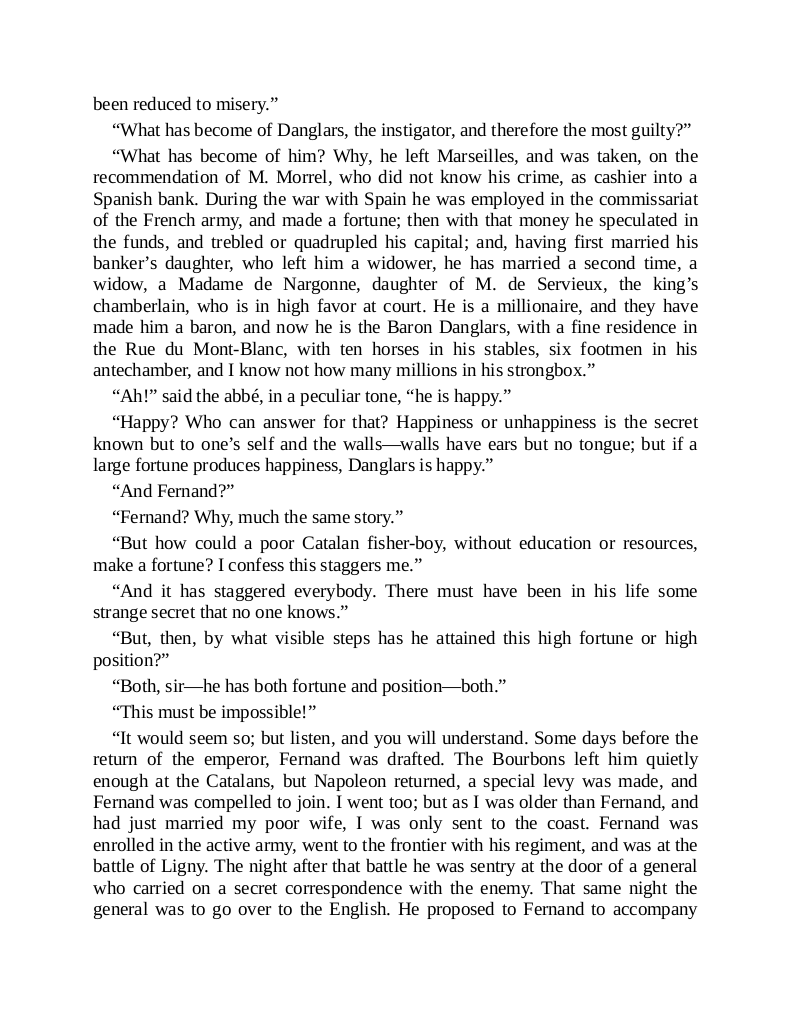 been reduced to misery.”
“What has become of Danglars, the instigator, and therefore the most guilty?”
“What has become of him? Why, he left Marseilles, and was taken, on the
recommendation of M. Morrel, who did not know his crime, as cashier into a
Spanish bank. During the war with Spain he was employed in the commissariat
of the French army, and made a fortune; then with that money he speculated in
the funds, and trebled or quadrupled his capital; and, having first married his
banker’s daughter, who left him a widower, he has married a second time, a
widow, a Madame de Nargonne, daughter of M. de Servieux, the king’s
chamberlain, who is in high favor at court. He is a millionaire, and they have
made him a baron, and now he is the Baron Danglars, with a fine residence in
the Rue du Mont-Blanc, with ten horses in his stables, six footmen in his
antechamber, and I know not how many millions in his strongbox.”
“Ah!” said the abbé, in a peculiar tone, “he is happy.”
“Happy? Who can answer for that? Happiness or unhappiness is the secret
known but to one’s self and the walls—walls have ears but no tongue; but if a
large fortune produces happiness, Danglars is happy.”
“And Fernand?”
“Fernand? Why, much the same story.”
“But how could a poor Catalan fisher-boy, without education or resources,
make a fortune? I confess this staggers me.”
“And it has staggered everybody. There must have been in his life some
strange secret that no one knows.”
“But, then, by what visible steps has he attained this high fortune or high
position?”
“Both, sir—he has both fortune and position—both.”
“This must be impossible!”
“It would seem so; but listen, and you will understand. Some days before the
return of the emperor, Fernand was drafted. The Bourbons left him quietly
enough at the Catalans, but Napoleon returned, a special levy was made, and
Fernand was compelled to join. I went too; but as I was older than Fernand, and
had just married my poor wife, I was only sent to the coast. Fernand was
enrolled in the active army, went to the frontier with his regiment, and was at the
battle of Ligny. The night after that battle he was sentry at the door of a general
who carried on a secret correspondence with the enemy. That same night the
general was to go over to the English. He proposed to Fernand to accompany